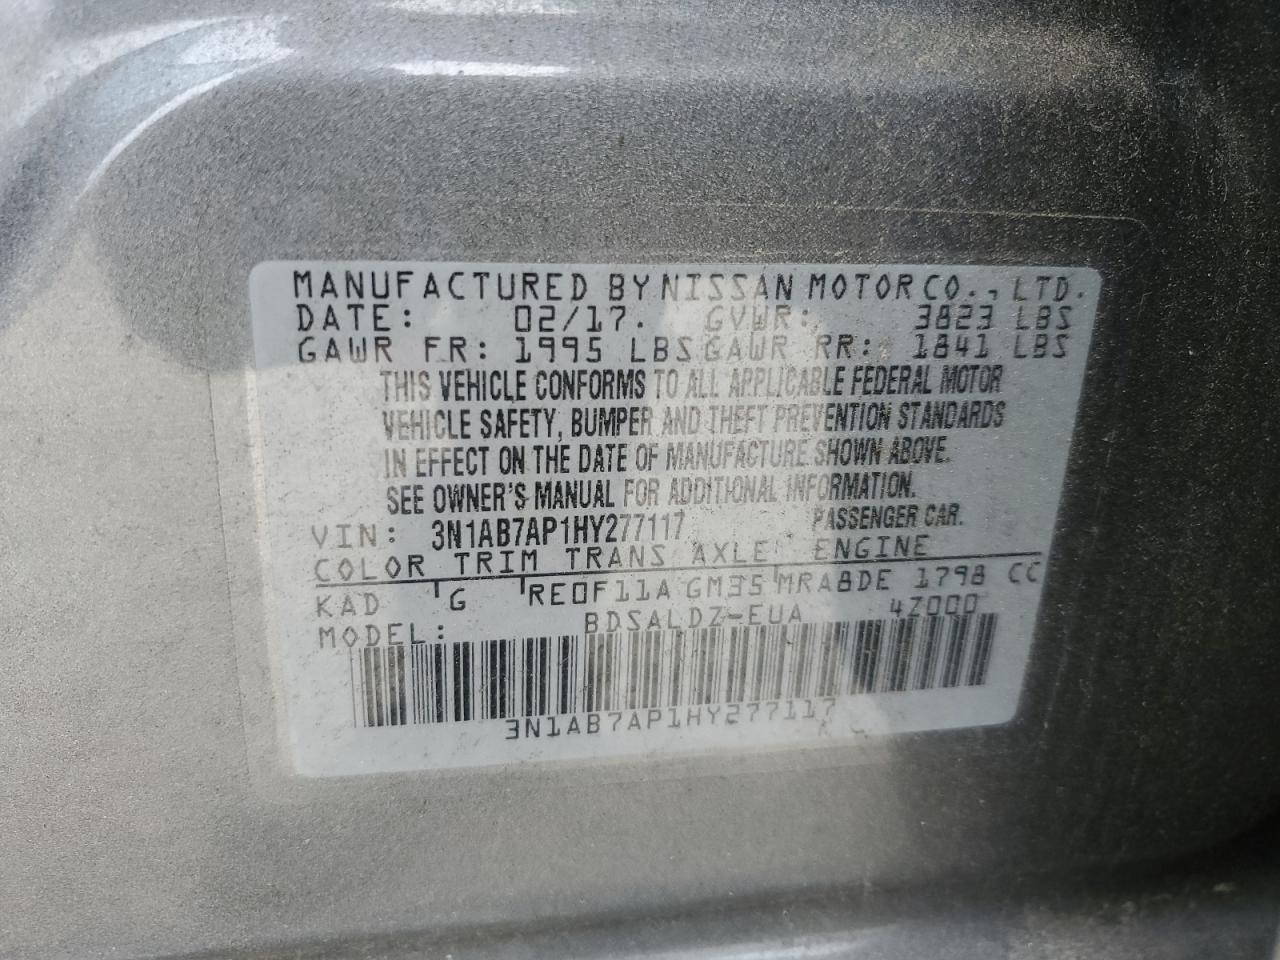 MANUFACTURED BY NISSAN MOTOR CO., LTD.
DATE: 02/17. GVWR: 3823 LBS
GAWR FR: 1995 LBS GAWR RR: 1841 LBS
THIS VEHICLE CONFORMS TO ALL APPLICABLE FEDERAL MOTOR
VEHICLE SAFETY, BUMPER AND THEFT PREVENTION STANDARDS
IN EFFECT ON THE DATE OF MANUFACTURE SHOWN ABOVE.
SEE OWNER'S MANUAL FOR ADDITIONAL INFORMATION.
VIN: 3N1AB7AP1HY277117 PASSENGER CAR.
COLOR TRIM TRANS AXLE ENGINE
KAD G RE0F11A GM35 MRA8DE 1798 CC
MODEL: BDSALDZ-EUA 4Z000
3N1AB7AP1HY277117